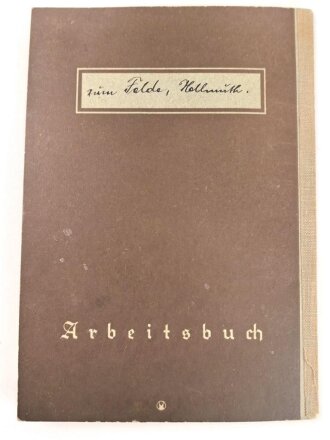 zum Felde, Hellmuth.
Arbeitsbuch